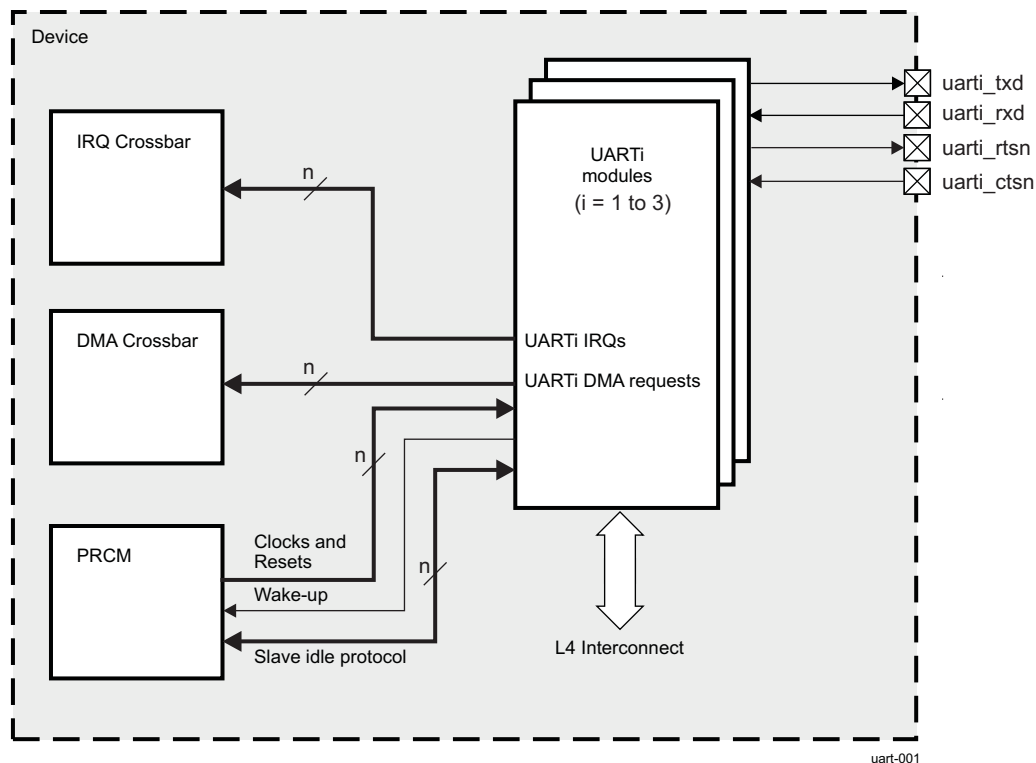 Device
uarti_txd
uarti_rxd
uarti_rtsn
uarti_ctsn
IRQ Crossbar
n
UARTi
modules
(i = 1 to 3)
DMA Crossbar
n
UARTi IRQs
UARTi DMA requests
n
PRCM
Clocks and
Resets
n
Wake-up
Slave idle protocol
L4 Interconnect
uart-001